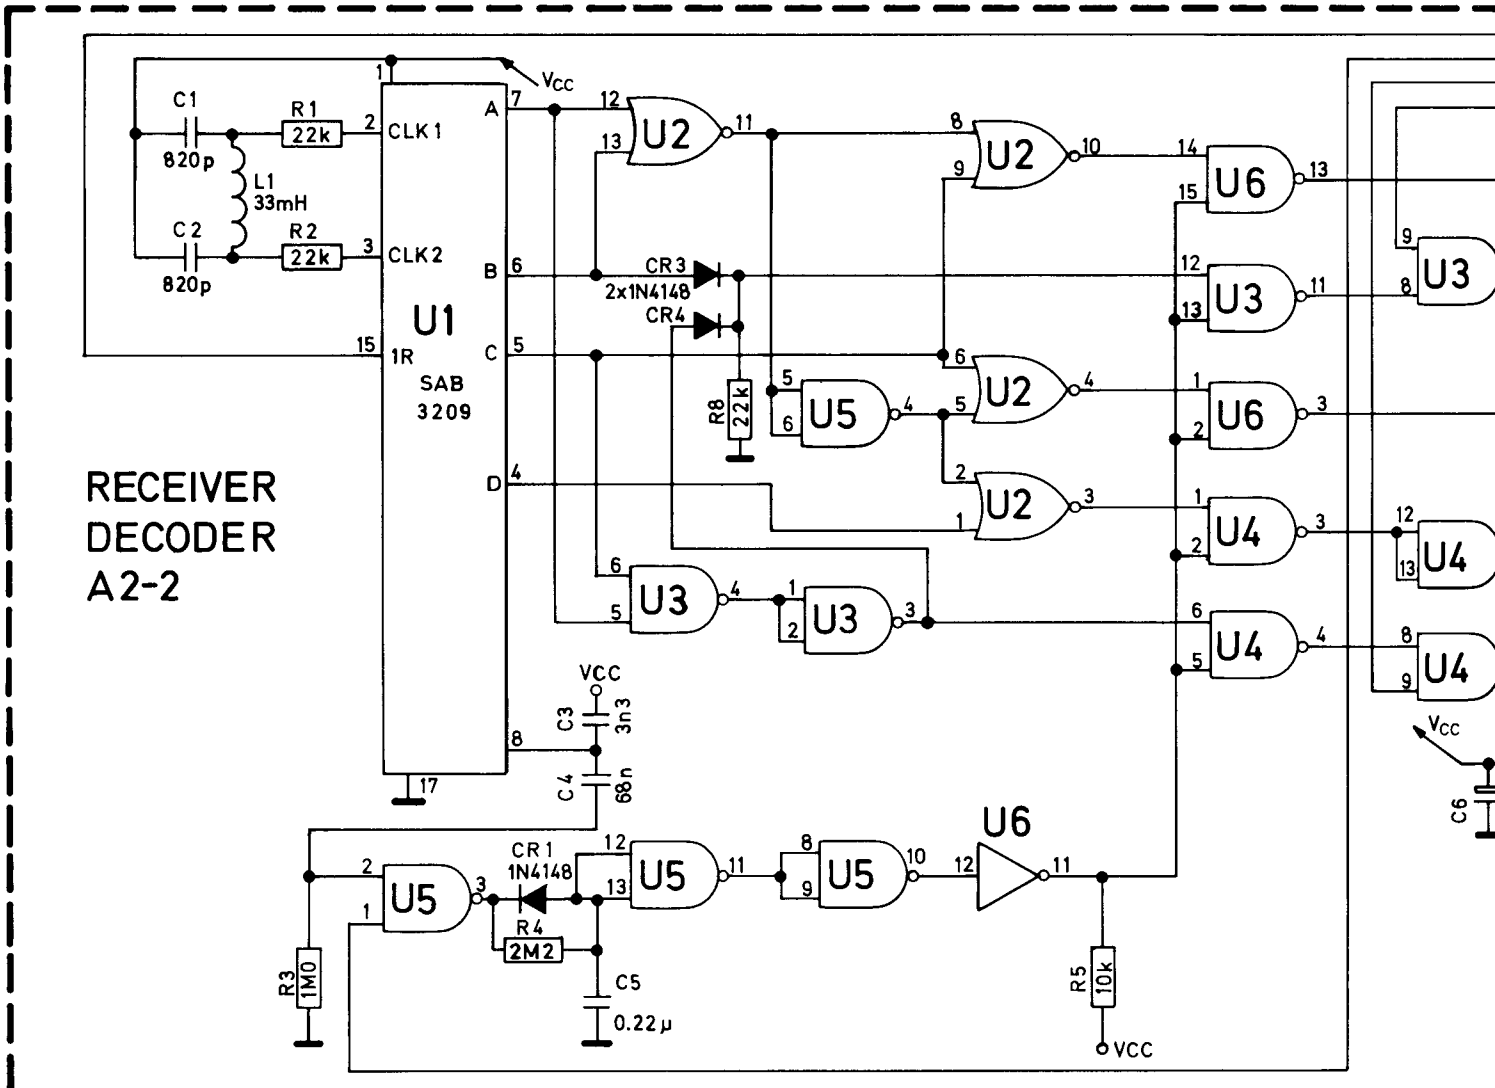 1
VCC
C1
820p
R1
22k
2
CLK1
A
7
12
13
U2
11
8
9
U2
10
14
15
U6
13
L1
33mH
C2
820p
R2
22k
3
CLK2
B
6
CR3
2x1N4148
CR4
12
13
U3
11
9
8
U3
U1
SAB
3209
15
1R
C
5
R8
22k
5
6
U5
4
6
5
U2
4
1
2
U6
3
RECEIVER
DECODER
A2-2
D
4
2
1
U2
3
1
2
U4
3
12
13
U4
6
5
U3
4
1
2
U3
3
6
5
U4
4
8
9
U4
VCC
C3
3n3
8
C4
68n
17
VCC
C6
2
1
U5
3
CR1
1N4148
R4
2M2
12
13
U5
11
8
9
U5
10
U6
12
11
R3
1M0
C5
0.22μ
R5
10k
VCC